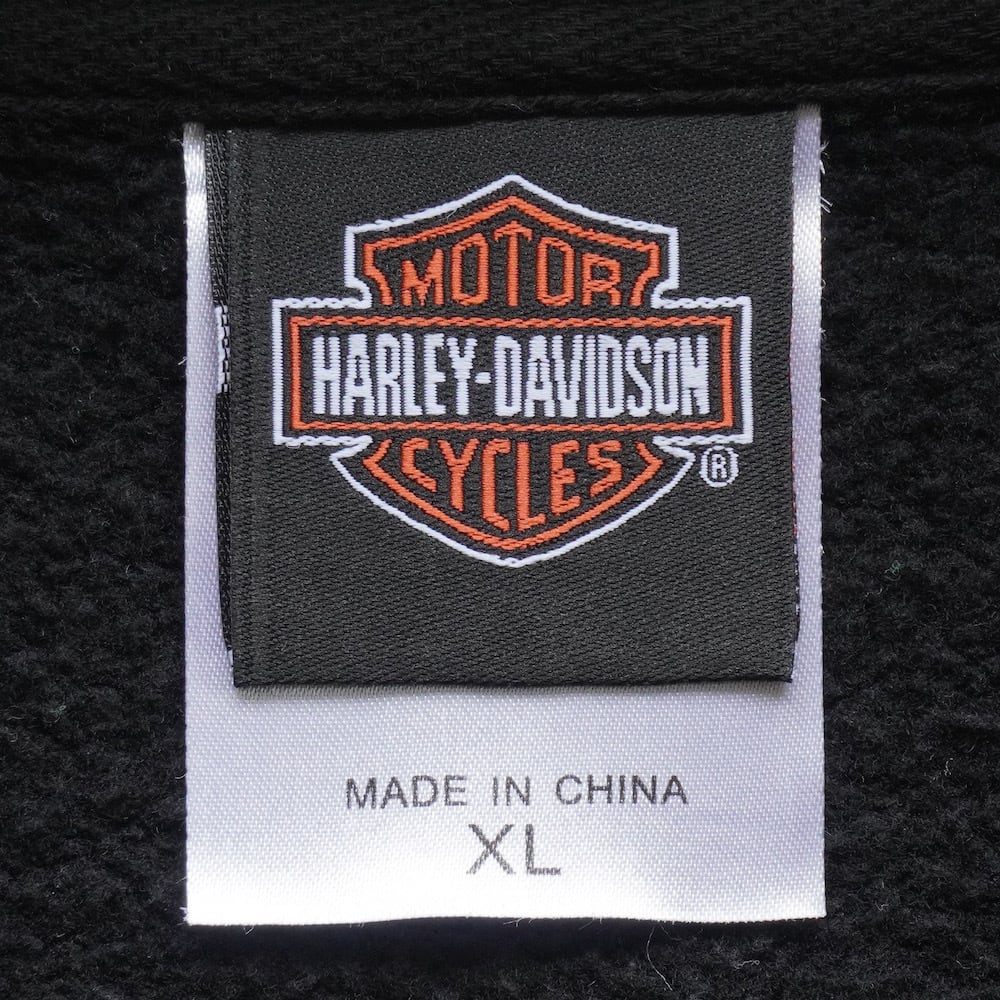 MOTOR
HARLEY-DAVIDSON
CYCLES
®
MADE IN CHINA
XL